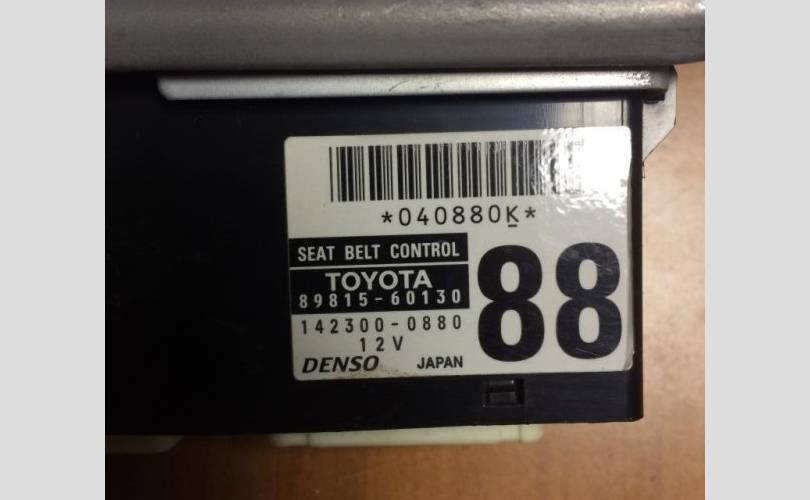 *040880K*
SEAT BELT CONTROL
TOYOTA
89815-60130
142300-0880
12V
DENSO JAPAN
88